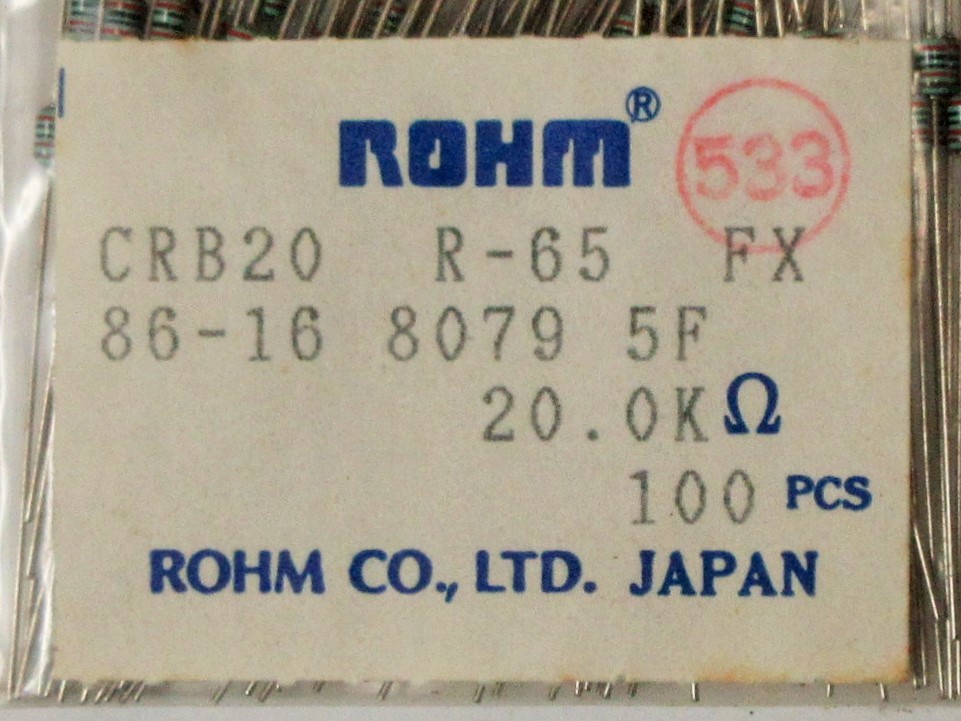 ROHM®
533
CRB20 R-65 FX
86-16 8079 5F
20.0KΩ
100 PCS
ROHM CO., LTD. JAPAN